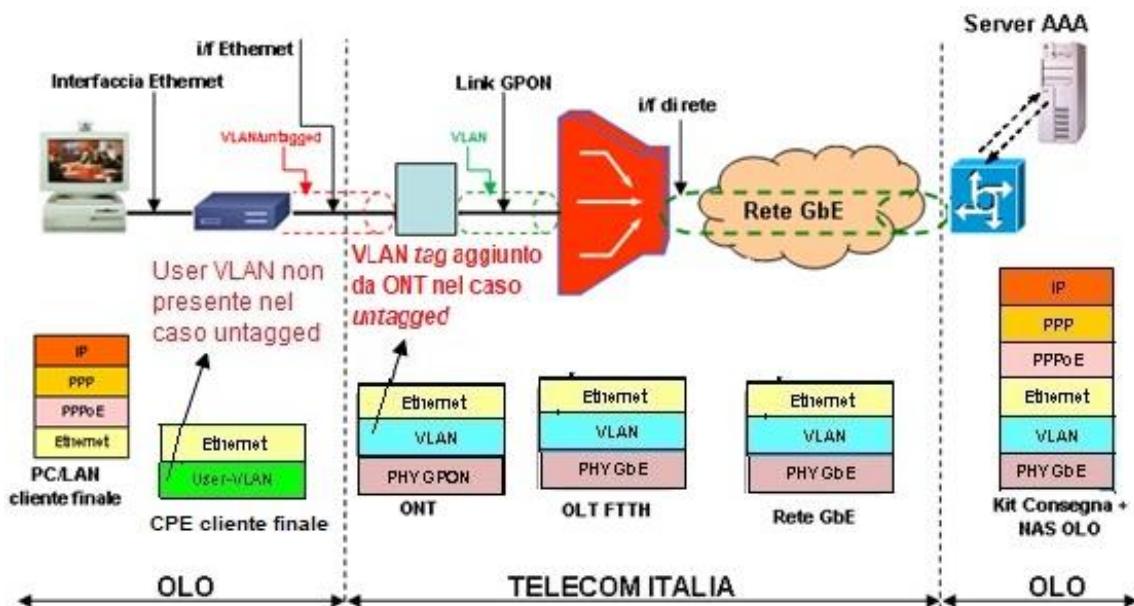 Server AAA
i/f Ethernet
Interfaccia Ethernet
Link GPON
i/f di rete
VLAN/untagged
VLAN
Rete GbE
User VLAN non
presente nel
caso untagged
VLAN tag aggiunto
da ONT nel caso
untagged
IP
PPP
PPPoE
Ethernet
PC/LAN
cliente finale
Ethernet
User-VLAN
CPE cliente finale
Ethernet
VLAN
PHY GPON
ONT
Ethernet
VLAN
PHY GbE
OLT FTTH
Ethernet
VLAN
PHY GbE
Rete GbE
IP
PPP
PPPoE
Ethernet
VLAN
PHY GbE
Kit Consegna +
NAS OLO
OLO
TELECOM ITALIA
OLO